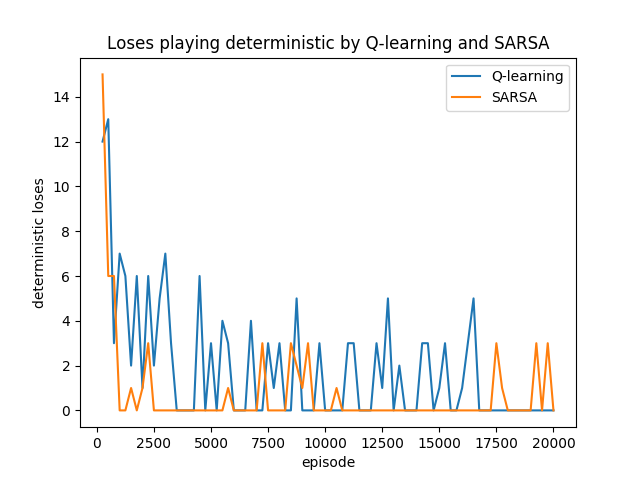 Loses playing deterministic by Q-learning and SARSA
Q-learning
SARSA
deterministic loses
14
12
10
8
6
4
2
0
0 2500 5000 7500 10000 12500 15000 17500 20000
episode